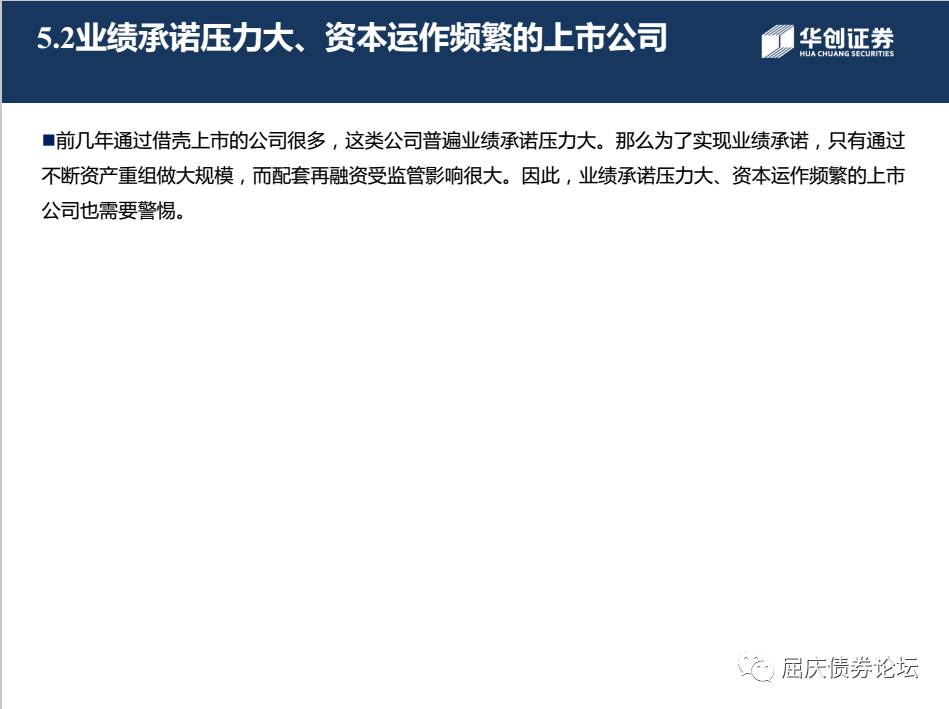 5.2业绩承诺压力大、资本运作频繁的上市公司
华创证券
HUA CHUANG SECURITIES
■前几年通过借壳上市的公司很多，这类公司普遍业绩承诺压力大。那么为了实现业绩承诺，只有通过
不断资产重组做大规模，而配套再融资受监管影响很大。因此，业绩承诺压力大、资本运作频繁的上市
公司也需要警惕。
屈庆债券论坛